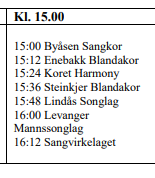 Kl. 15.00
15:00 Byåsen Sangkor
15:12 Enebakk Blandakor
15:24 Koret Harmony
15:36 Steinkjer Blandakor
15:48 Lindås Songlag
16:00 Levanger
Mannssonglag
16:12 Sangvirkelaget